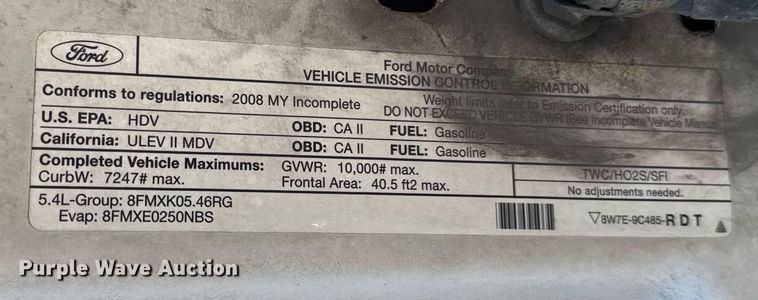 Ford
Ford Motor Company
VEHICLE EMISSION CONTROL INFORMATION
Conforms to regulations: 2008 MY Incomplete
Weight limits refer to Emission Certification only.
DO NOT EXCEED VEHICLE GVWR (See Incomplete Vehicle Manual
U.S. EPA: HDV OBD: CA II FUEL: Gasoline
California: ULEV II MDV OBD: CA II FUEL: Gasoline
Completed Vehicle Maximums: GVWR: 10,000# max.
CurbW: 7247# max. Frontal Area: 40.5 ft2 max.
TWC/HO2S/SFI
No adjustments needed.
5.4L-Group: 8FMXK05.46RG
Evap: 8FMXE0250NBS
▽8W7E-9C485-R D T
Purple Wave Auction